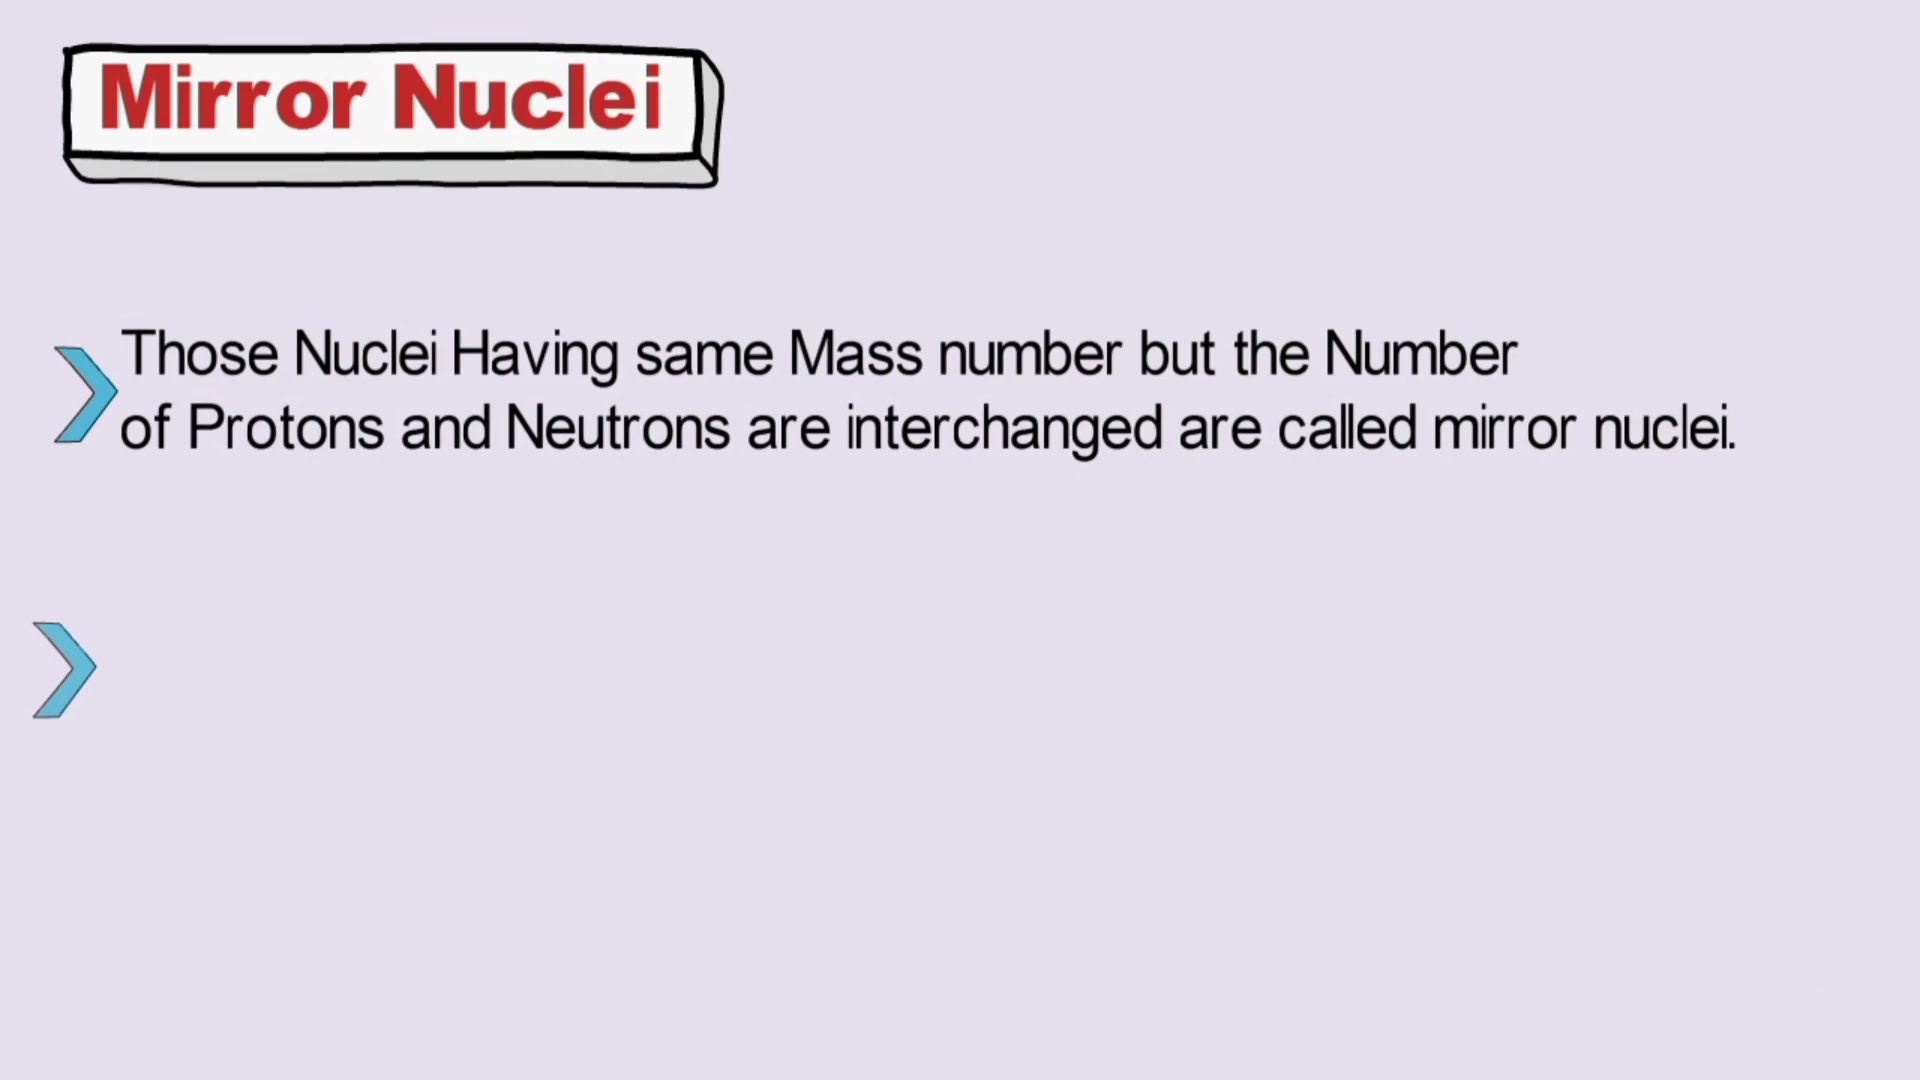 Mirror Nuclei
Those Nuclei Having same Mass number but the Number
of Protons and Neutrons are interchanged are called mirror nuclei.